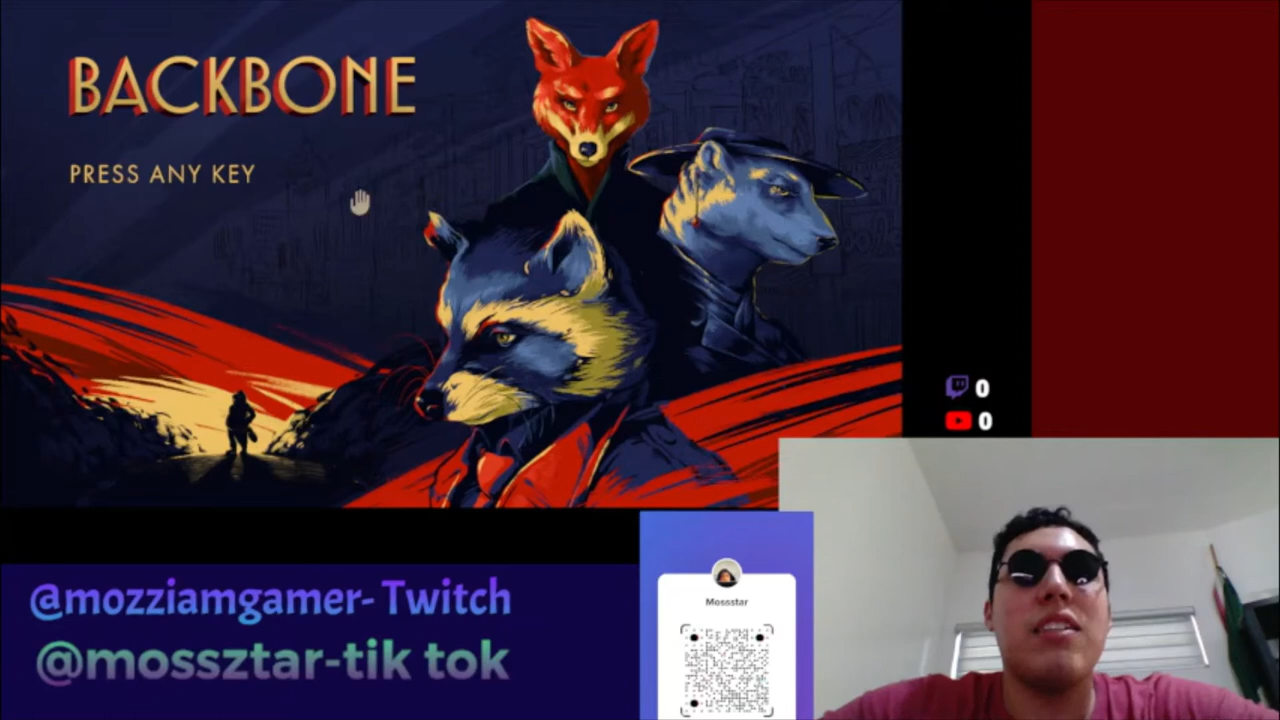 BACKBONE
PRESS ANY KEY
0
0
@mozziamgamer- Twitch
@mossztar-tik tok
Mossstar